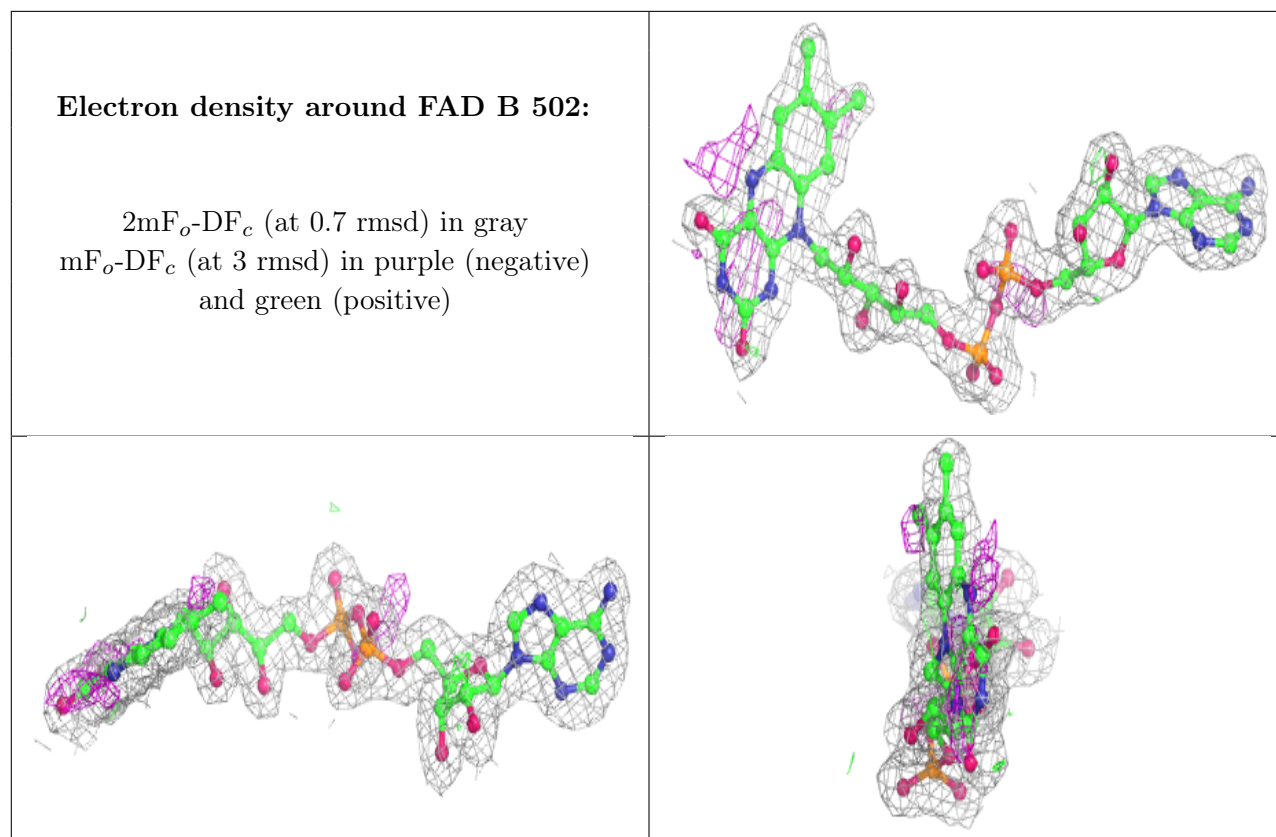 Electron density around FAD B 502:
2mFo-DFc (at 0.7 rmsd) in gray
mFo-DFc (at 3 rmsd) in purple (negative)
and green (positive)